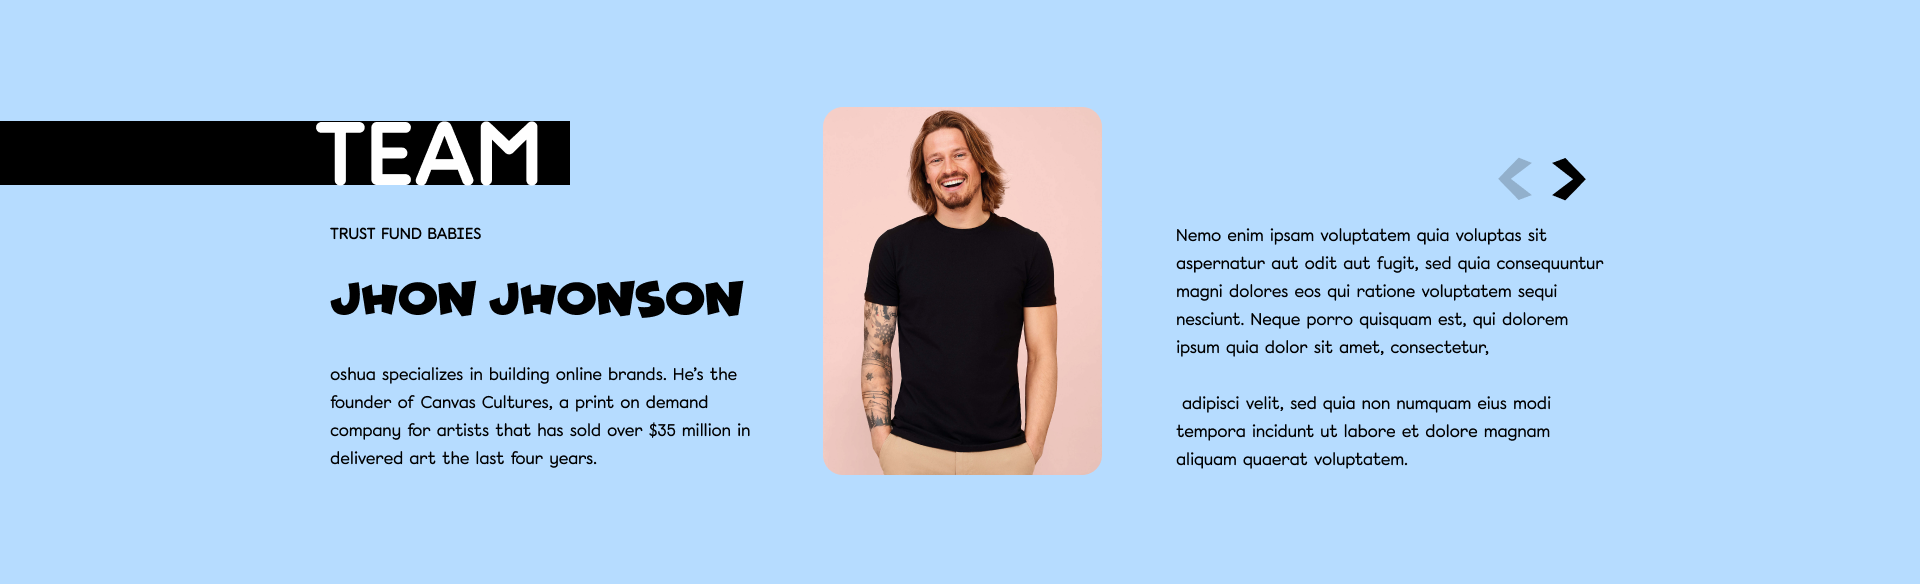 TEAM
TRUST FUND BABIES
JHON JHONSON
oshua specializes in building online brands. He's the
founder of Canvas Cultures, a print on demand
company for artists that has sold over $35 million in
delivered art the last four years.
Nemo enim ipsam voluptatem quia voluptas sit
aspernatur aut odit aut fugit, sed quia consequuntur
magni dolores eos qui ratione voluptatem sequi
nesciunt. Neque porro quisquam est, qui dolorem
ipsum quia dolor sit amet, consectetur,
adipisci velit, sed quia non numquam eius modi
tempora incidunt ut labore et dolore magnam
aliquam quaerat voluptatem.